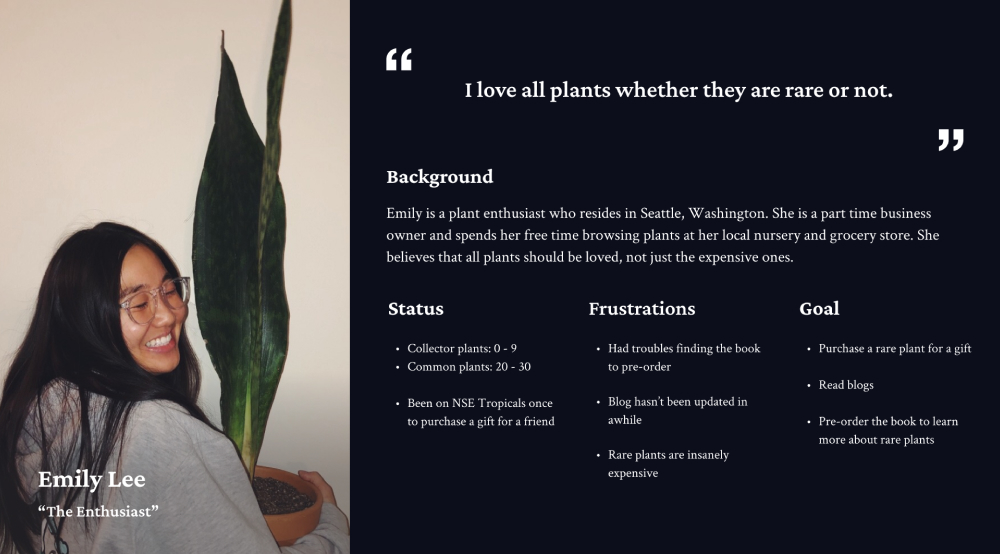 “
I love all plants whether they are rare or not.
”
Background
Emily is a plant enthusiast who resides in Seattle, Washington. She is a part time business
owner and spends her free time browsing plants at her local nursery and grocery store. She
believes that all plants should be loved, not just the expensive ones.
Status
• Collector plants: 0 - 9
• Common plants: 20 - 30
• Been on NSE Tropicals once
to purchase a gift for a friend
Frustrations
• Had troubles finding the book
to pre-order
• Blog hasn't been updated in
awhile
• Rare plants are insanely
expensive
Goal
• Purchase a rare plant for a gift
• Read blogs
• Pre-order the book to learn
more about rare plants
Emily Lee
“The Enthusiast”